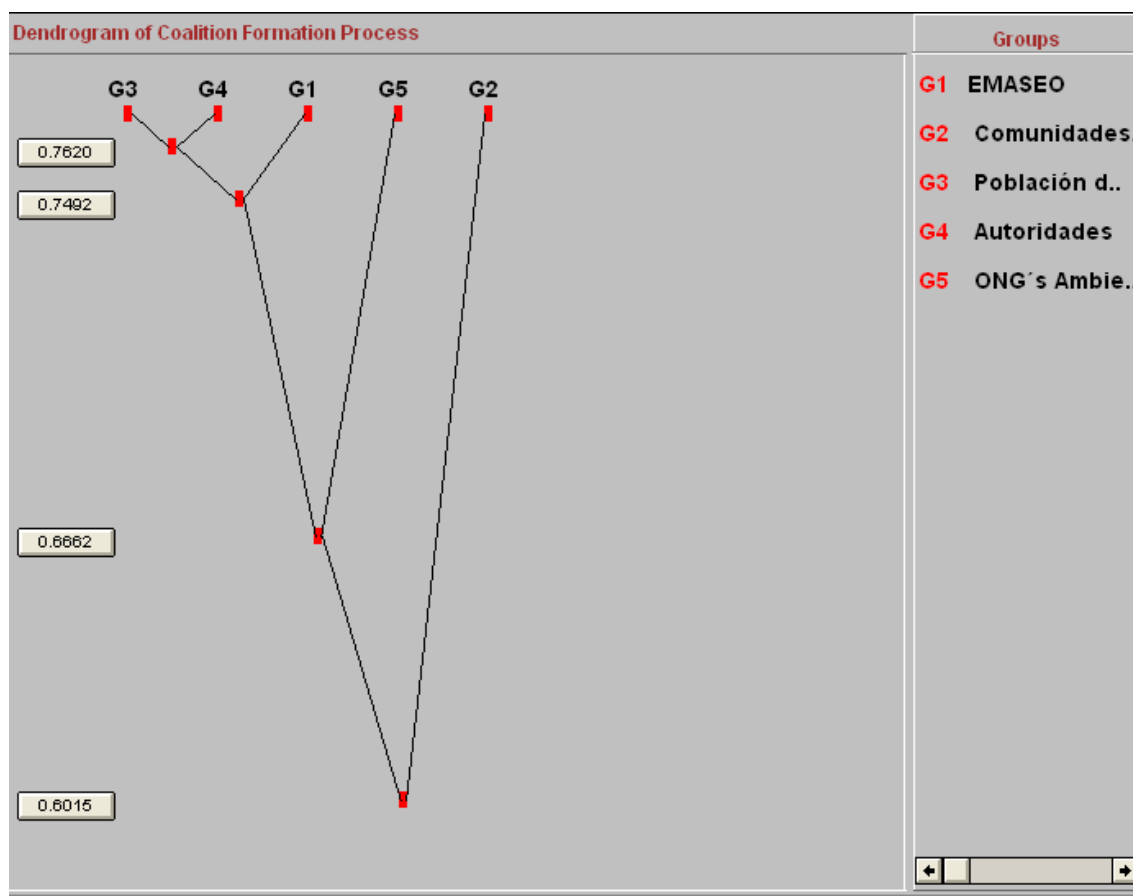 Dendrogram of Coalition Formation Process
Groups
G3 G4 G1 G5 G2
0.7620
0.7492
0.6662
0.6015
G1 EMASEO
G2 Comunidades.
G3 Población d..
G4 Autoridades
G5 ONG´s Ambie..